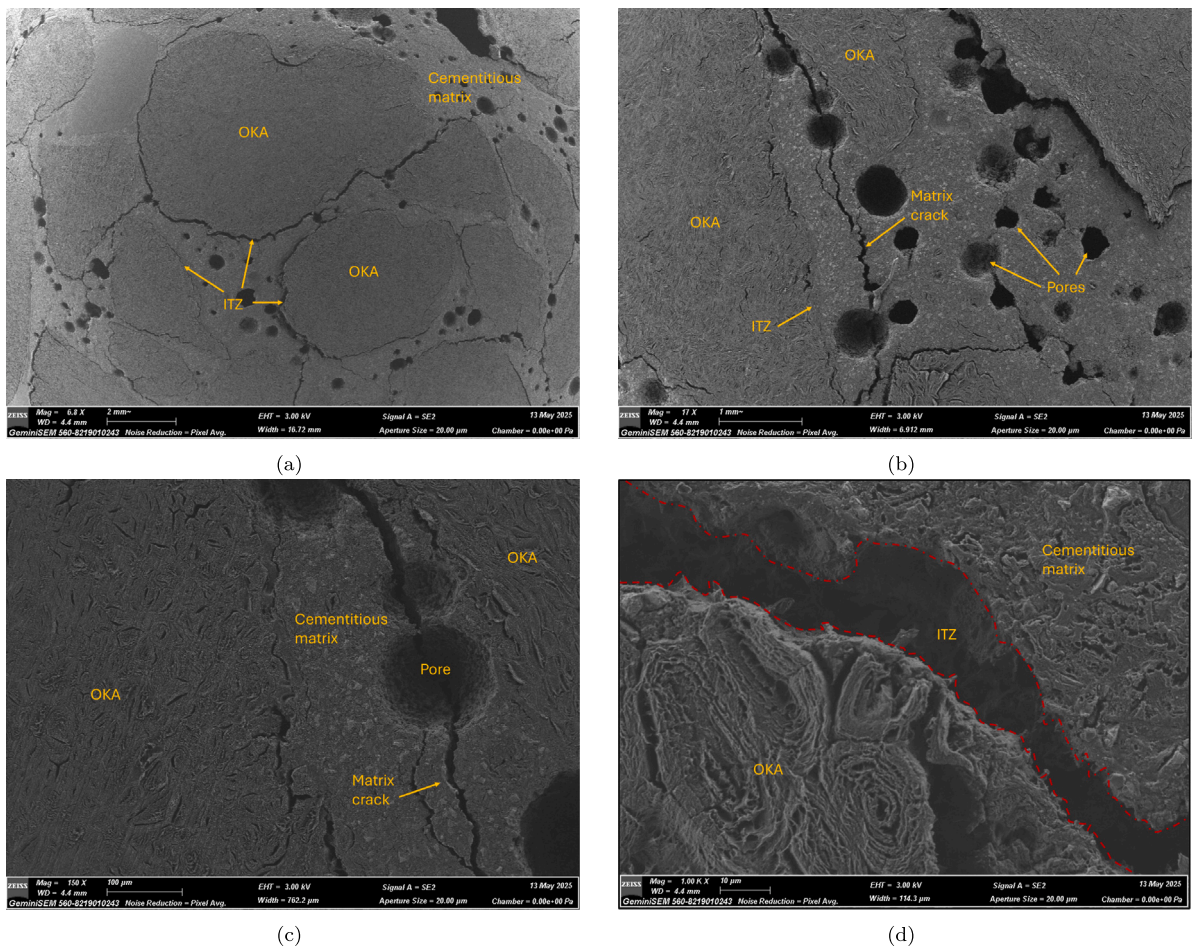 OKA
Cementitious
matrix
OKA
ITZ
ZEISS
Mag = 6.8 X
2 mm~
EHT = 3.00 kV
Signal A = SE2
13 May 2025
WD = 4.4 mm
Width = 16.72 mm
Aperture Size = 20.00 µm
Chamber = 0.00e+00 Pa
GeminiSEM 560-8219010243
Noise Reduction = Pixel Avg.
(a)
OKA
OKA
Matrix
crack
Pores
ITZ
ZEISS
Mag = 17 X
1 mm~
EHT = 3.00 kV
Signal A = SE2
13 May 2025
WD = 4.4 mm
Width = 6.912 mm
Aperture Size = 20.00 µm
Chamber = 0.00e+00 Pa
GeminiSEM 560-8219010243
Noise Reduction = Pixel Avg.
(b)
OKA
Cementitious
matrix
Pore
OKA
Matrix
crack
ZEISS
Mag = 150 X
100 µm
EHT = 3.00 kV
Signal A = SE2
13 May 2025
WD = 4.4 mm
Width = 762.2 µm
Aperture Size = 20.00 µm
Chamber = 0.00e+00 Pa
GeminiSEM 560-8219010243
Noise Reduction = Pixel Avg.
(c)
Cementitious
matrix
ITZ
OKA
ZEISS
Mag = 1.00 K X
10 µm
EHT = 3.00 kV
Signal A = SE2
13 May 2025
WD = 4.4 mm
Width = 114.3 µm
Aperture Size = 20.00 µm
Chamber = 0.00e+00 Pa
GeminiSEM 560-8219010243
Noise Reduction = Pixel Avg.
(d)